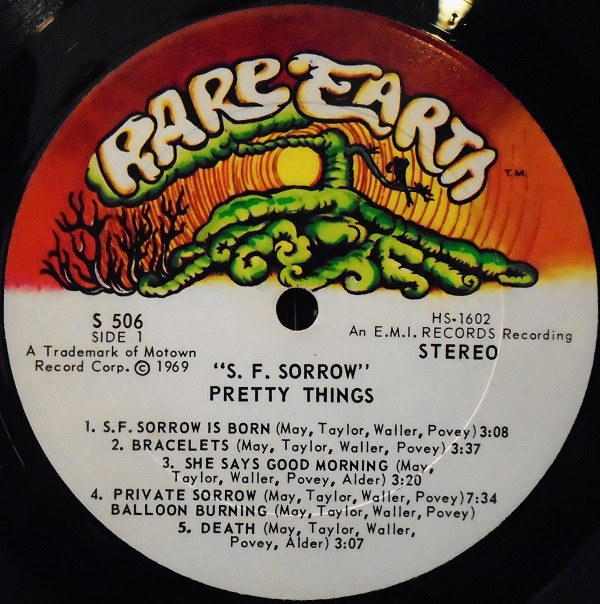 RARE EARTH
T.M.
S 506
SIDE 1
A Trademark of Motown
Record Corp. © 1969
HS-1602
An E.M.I. RECORDS Recording
STEREO
"S. F. SORROW"
PRETTY THINGS
1. S.F. SORROW IS BORN (May, Taylor, Waller, Povey) 3:08
2. BRACELETS (May, Taylor, Waller, Povey) 3:37
3. SHE SAYS GOOD MORNING (May,
Taylor, Waller, Povey, Alder) 3:20
4. PRIVATE SORROW (May, Taylor, Waller, Povey) 7:34
BALLOON BURNING (May, Taylor, Waller, Povey)
5. DEATH (May, Taylor, Waller,
Povey, Alder) 3:07